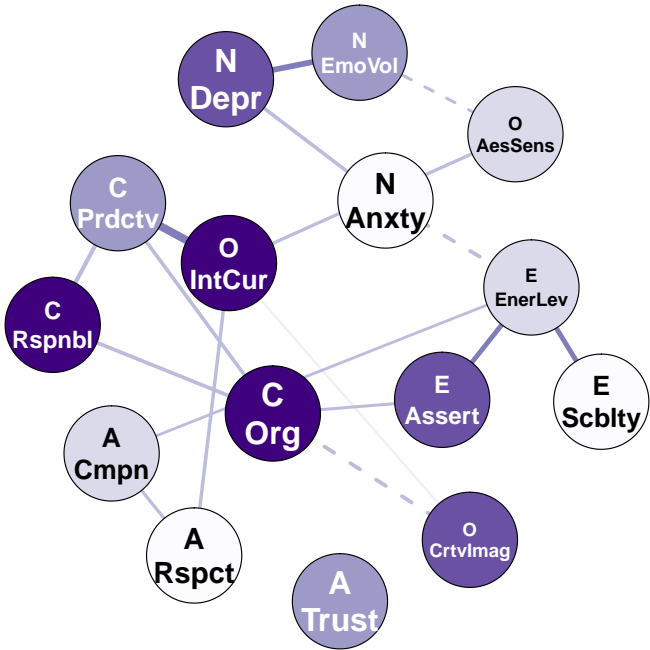 N
EmoVol
N
Depr
O
AesSens
N
Anxty
C
Prdctv
O
IntCur
E
EnerLev
C
Rspnbl
E
Assert
E
Scblty
C
Org
A
Cmpn
O
CrtvImag
A
Rspct
A
Trust